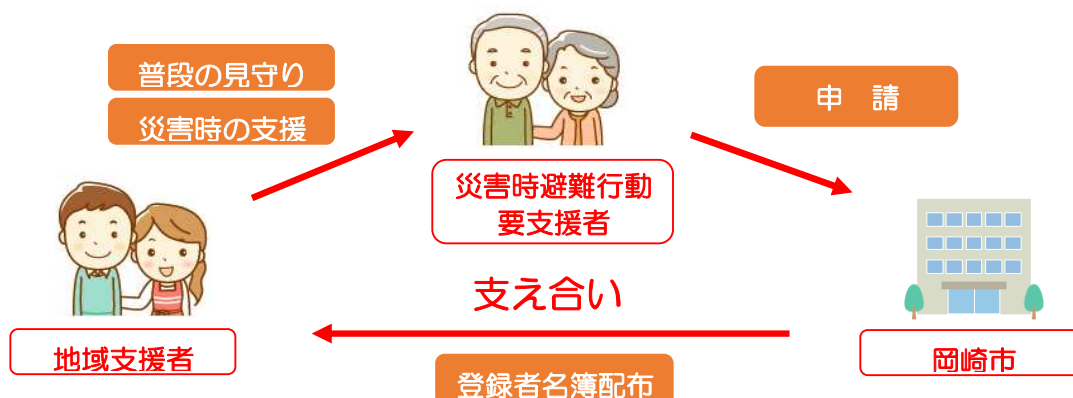 普段の見守り
災害時の支援
申 請
災害時避難行動
要支援者
支え合い
地域支援者
岡崎市
登録者名簿配布